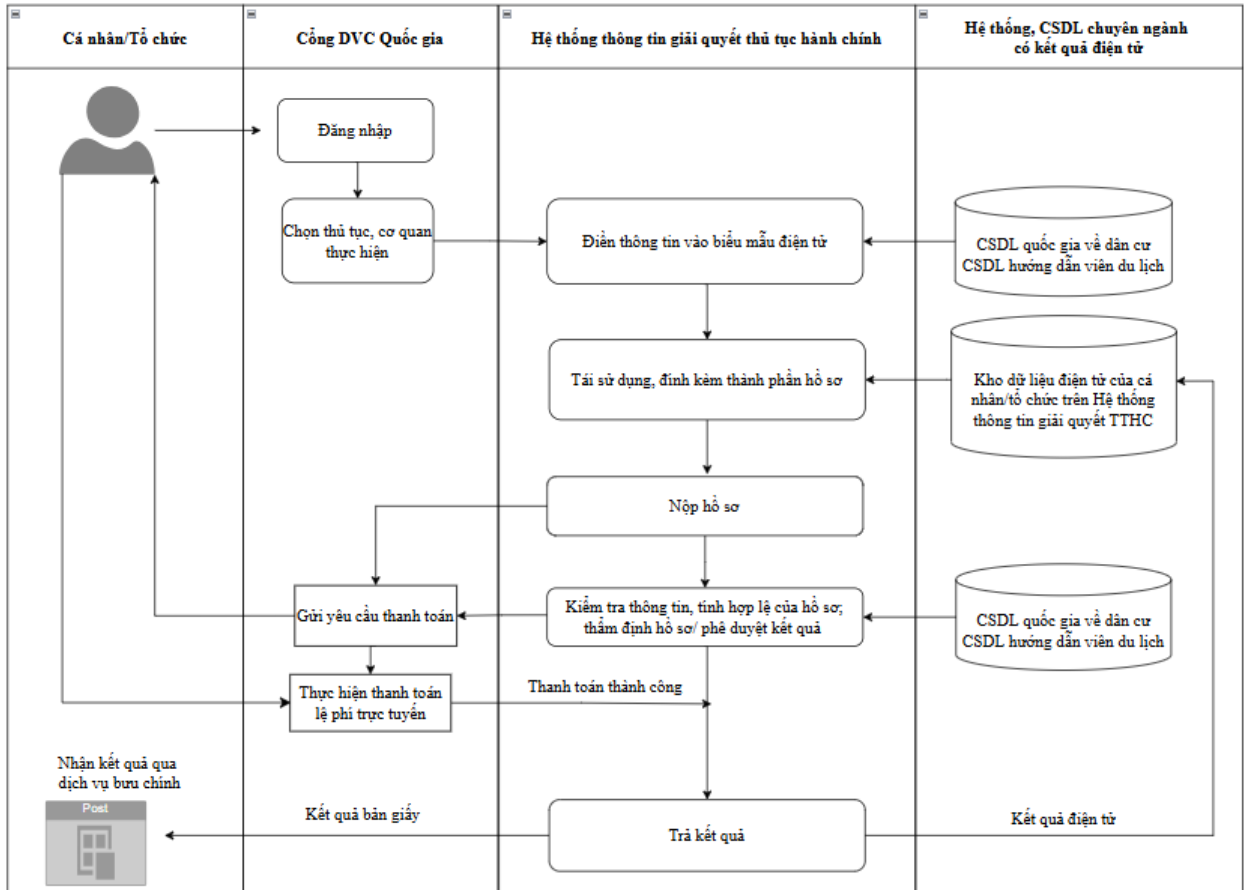 Cá nhân/Tổ chức
Cổng DVC Quốc gia
Hệ thống thông tin giải quyết thủ tục hành chính
Hệ thống, CSDL chuyên ngành
có kết quả điện tử
Đăng nhập
Chọn thủ tục, cơ quan
thực hiện
Điền thông tin vào biểu mẫu điện tử
CSDL quốc gia về dân cư
CSDL hướng dẫn viên du lịch
Tái sử dụng, đính kèm thành phần hồ sơ
Kho dữ liệu điện tử của cá
nhân/tổ chức trên Hệ thống
thông tin giải quyết TTHC
Nộp hồ sơ
Gửi yêu cầu thanh toán
Kiểm tra thông tin, tính hợp lệ của hồ sơ;
thẩm định hồ sơ/ phê duyệt kết quả
CSDL quốc gia về dân cư
CSDL hướng dẫn viên du lịch
Thực hiện thanh toán
lệ phí trực tuyến
Thanh toán thành công
Nhận kết quả qua
dịch vụ bưu chính
Post
Kết quả bản giấy
Trả kết quả
Kết quả điện tử